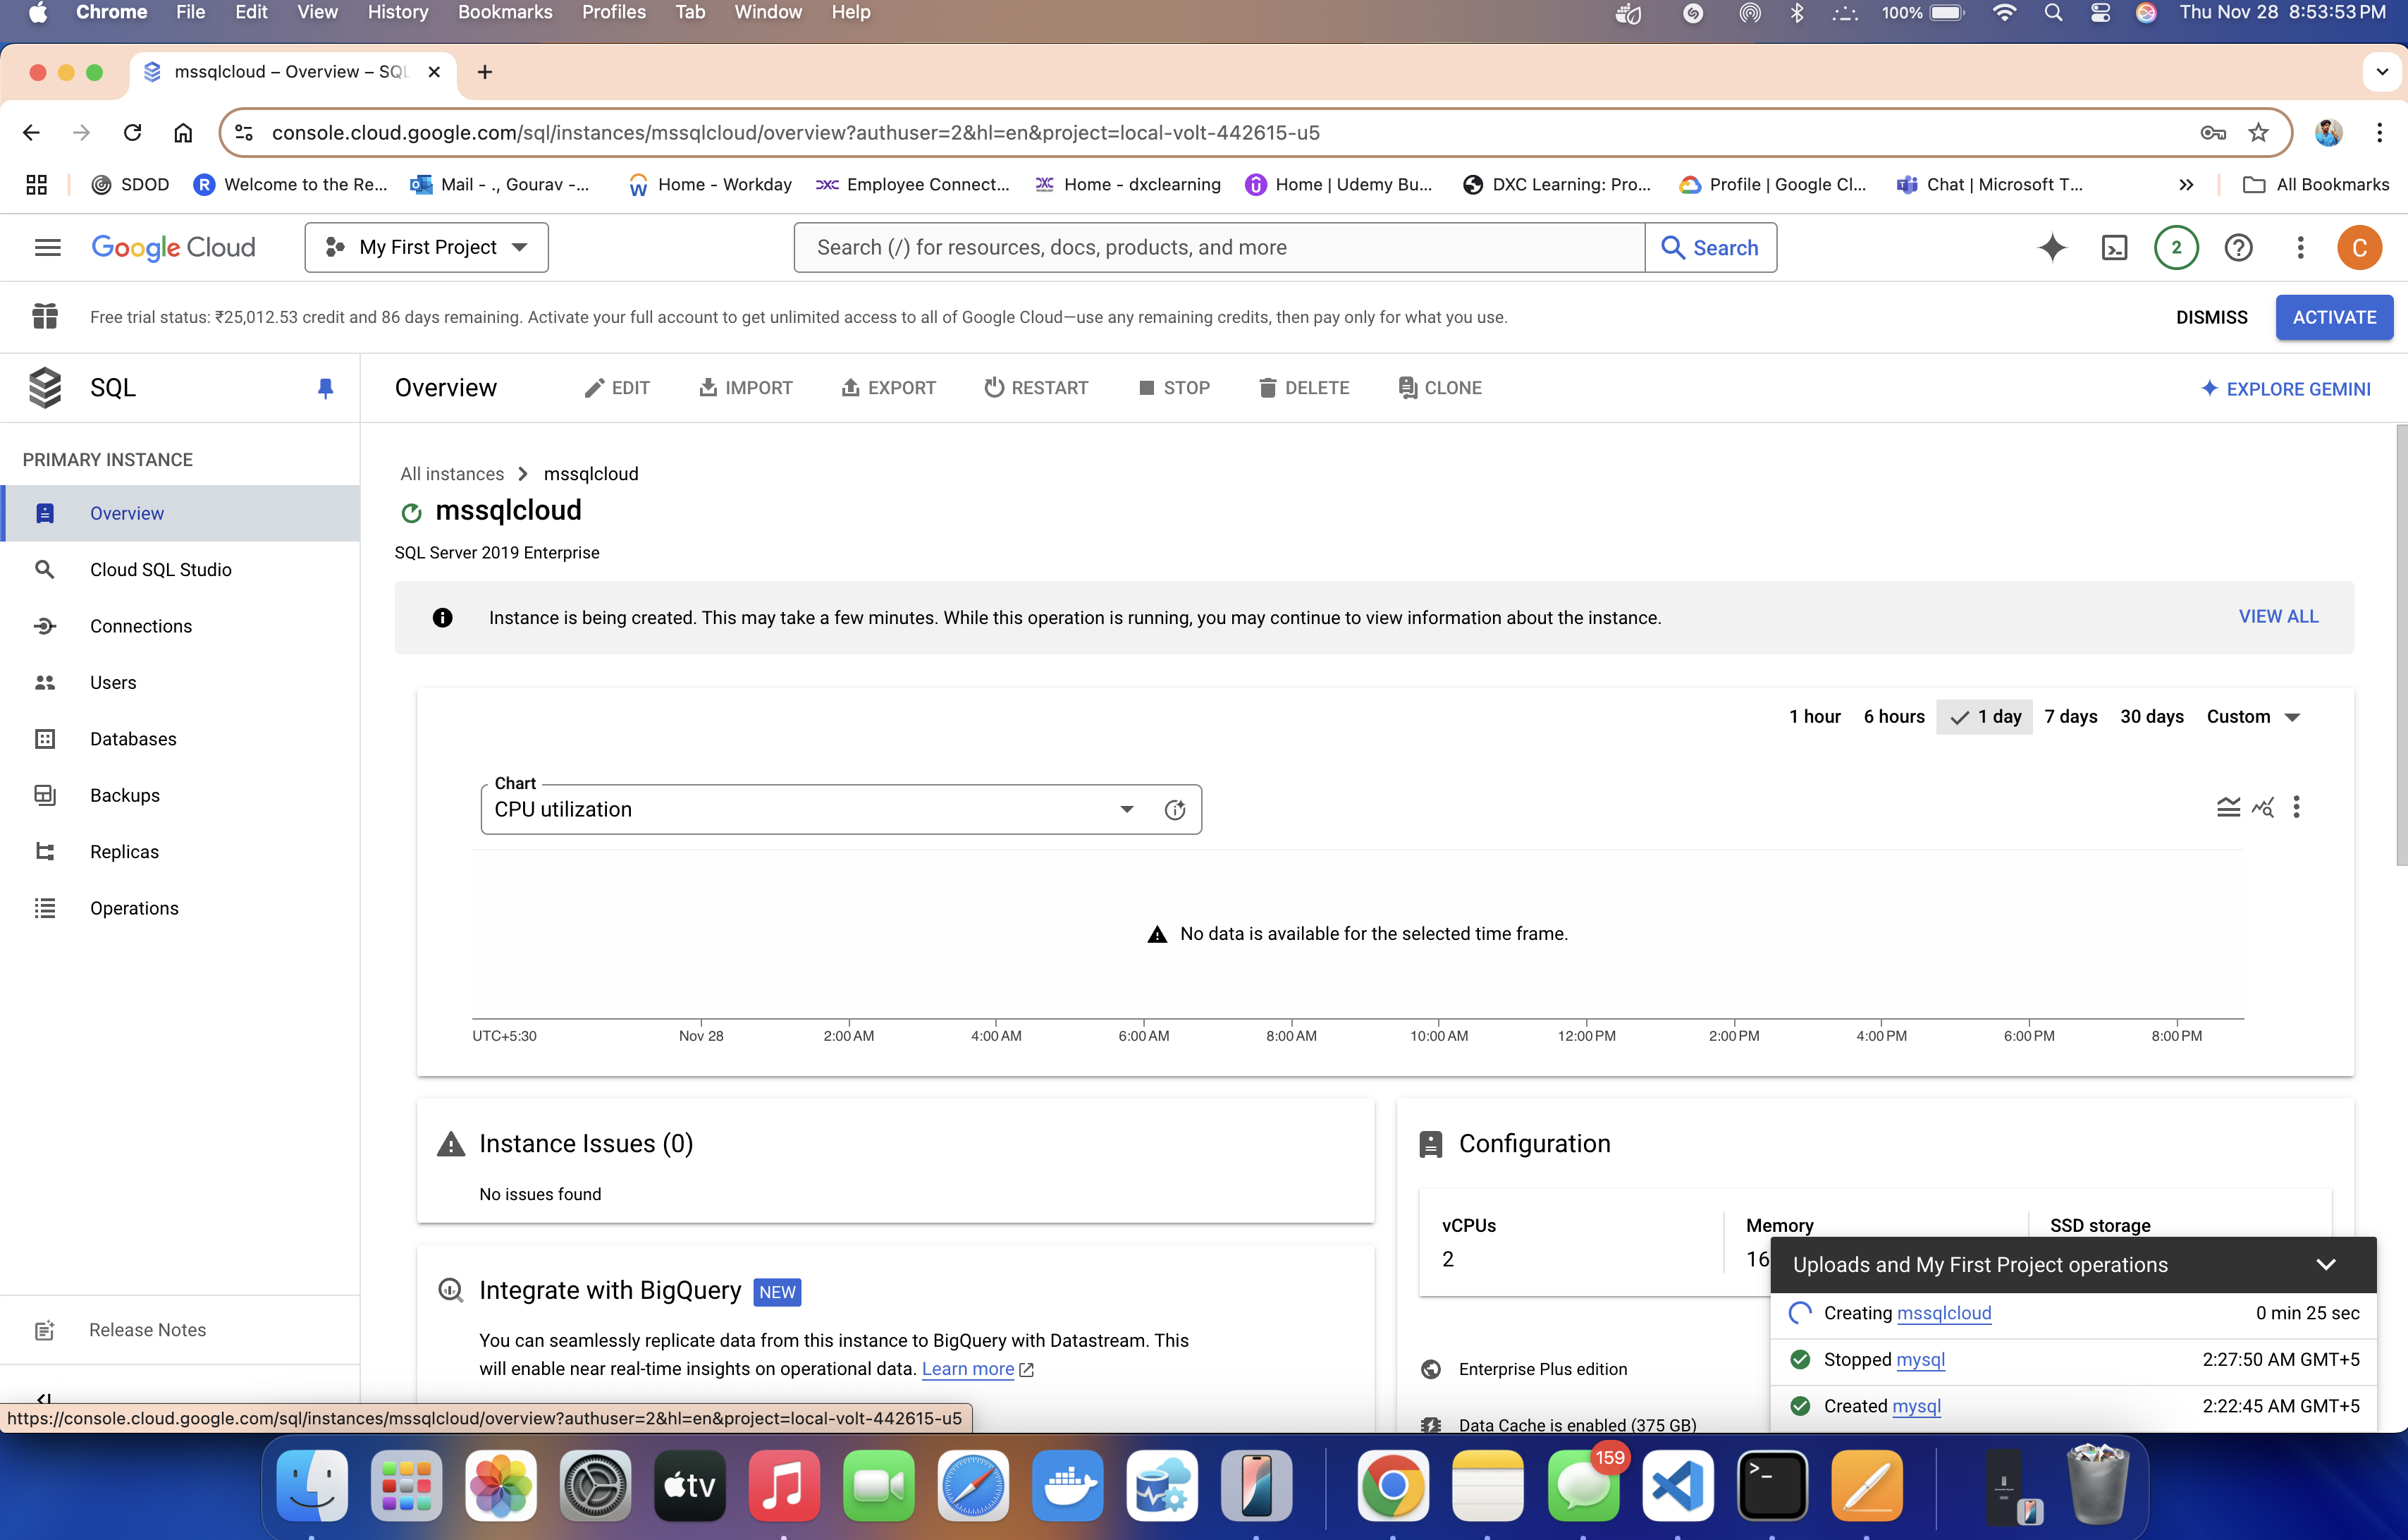 Chrome File Edit View History Bookmarks Profiles Tab Window Help 100% Thu Nov 28 8:53:53 PM
mssqlcloud – Overview – SQL
console.cloud.google.com/sql/instances/mssqlcloud/overview?authuser=2&hl=en&project=local-volt-442615-u5
SDOD Welcome to the Re... Mail - ., Gourav -... Home - Workday Employee Connect... Home - dxclearning Home | Udemy Bu... DXC Learning: Pro... Profile | Google Cl... Chat | Microsoft T... All Bookmarks
Google Cloud My First Project Search (/) for resources, docs, products, and more Search 2 C
Free trial status: ₹25,012.53 credit and 86 days remaining. Activate your full account to get unlimited access to all of Google Cloud—use any remaining credits, then pay only for what you use. DISMISS ACTIVATE
SQL
Overview EDIT IMPORT EXPORT RESTART STOP DELETE CLONE EXPLORE GEMINI
PRIMARY INSTANCE
Overview
Cloud SQL Studio
Connections
Users
Databases
Backups
Replicas
Operations
Release Notes
All instances mssqlcloud
mssqlcloud
SQL Server 2019 Enterprise
Instance is being created. This may take a few minutes. While this operation is running, you may continue to view information about the instance. VIEW ALL
1 hour 6 hours 1 day 7 days 30 days Custom
Chart
CPU utilization
No data is available for the selected time frame.
UTC+5:30 Nov 28 2:00 AM 4:00 AM 6:00 AM 8:00 AM 10:00 AM 12:00 PM 2:00 PM 4:00 PM 6:00 PM 8:00 PM
Instance Issues (0)
No issues found
Integrate with BigQuery NEW
You can seamlessly replicate data from this instance to BigQuery with Datastream. This
will enable near real-time insights on operational data. Learn more
Configuration
vCPUs Memory SSD storage
2 16
Enterprise Plus edition
Data Cache is enabled (375 GB)
Uploads and My First Project operations
Creating mssqlcloud 0 min 25 sec
Stopped mysql 2:27:50 AM GMT+5
Created mysql 2:22:45 AM GMT+5
https://console.cloud.google.com/sql/instances/mssqlcloud/overview?authuser=2&hl=en&project=local-volt-442615-u5
tv
159